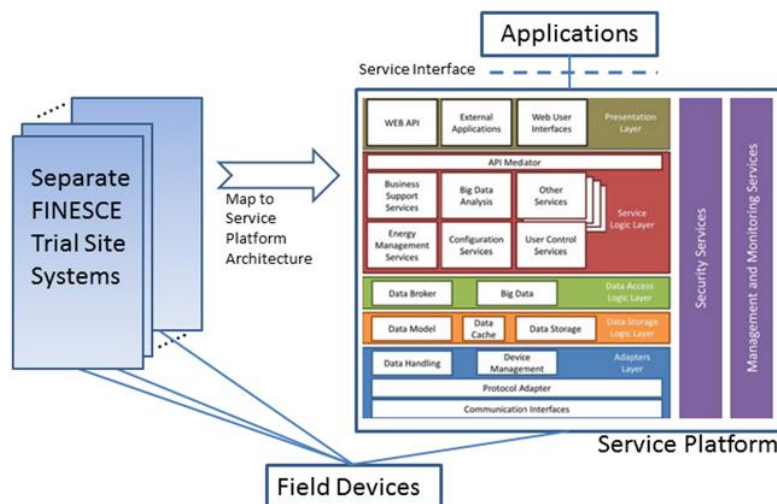 Applications
Service Interface
Separate
FINESCE
Trial Site
Systems
Map to
Service
Platform
Architecture
WEB API
External
Applications
Web User
Interfaces
Presentation
Layer
API Mediator
Business
Support
Services
Big Data
Analysis
Other
Services
Service
Logic Layer
Energy
Management
Services
Configuration
Services
User Control
Services
Data Broker
Big Data
Data Access
Logic Layer
Data Model
Data
Cache
Data Storage
Data Storage
Logic Layer
Data Handling
Device
Management
Adapters
Layer
Protocol Adapter
Communication Interfaces
Security Services
Management and Monitoring Services
Service Platform
Field Devices